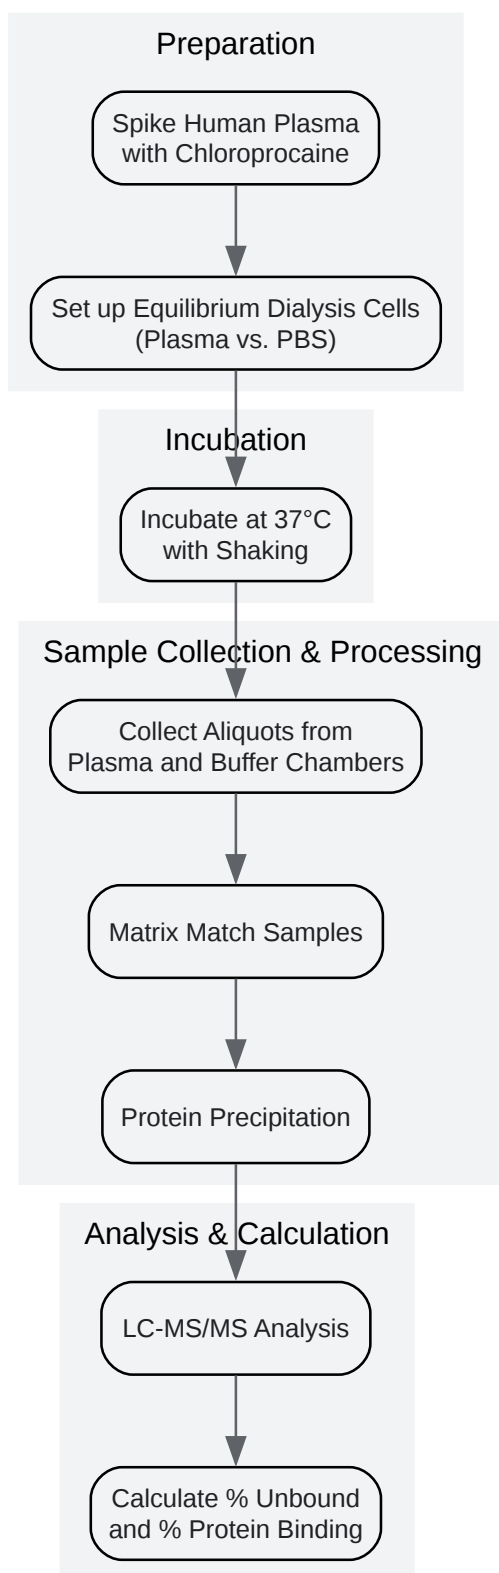 Preparation
Spike Human Plasma
with Chloroprocaine
Set up Equilibrium Dialysis Cells
(Plasma vs. PBS)
Incubation
Incubate at 37°C
with Shaking
Sample Collection & Processing
Collect Aliquots from
Plasma and Buffer Chambers
Matrix Match Samples
Protein Precipitation
Analysis & Calculation
LC-MS/MS Analysis
Calculate % Unbound
and % Protein Binding